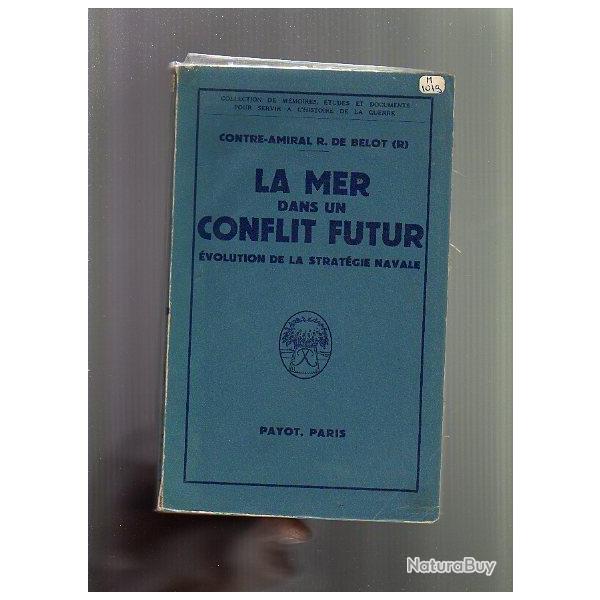 M
1013
COLLECTION DE MÉMOIRES, ÉTUDES ET DOCUMENTS
POUR SERVIR A L'HISTOIRE DE LA GUERRE
CONTRE-AMIRAL R. DE BELOT (R)
LA MER
DANS UN
CONFLIT FUTUR
ÉVOLUTION DE LA STRATÉGIE NAVALE
PAYOT, PARIS
NaturaBuy